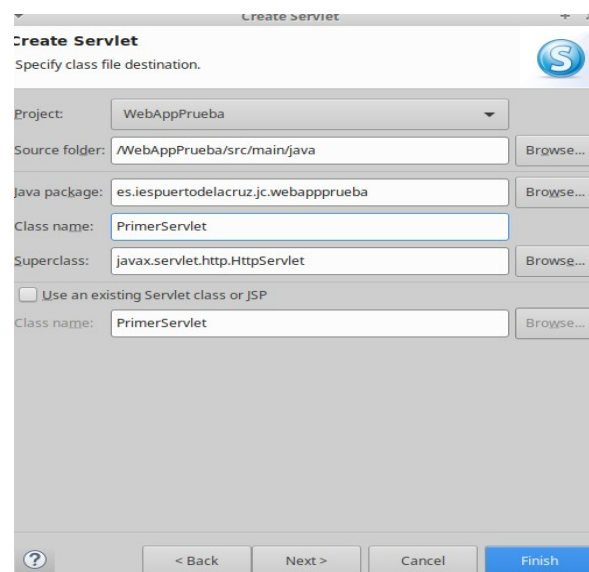 Create Servlet
Create Servlet
Specify class file destination.
S
Project: WebAppPrueba
Source folder: /WebAppPrueba/src/main/java Browse...
Java package: es.iespuertodelacruz.jc.webappprueba Browse...
Class name: PrimerServlet
Superclass: javax.servlet.http.HttpServlet Browse...
Use an existing Servlet class or JSP
Class name: PrimerServlet Browse...
? < Back Next > Cancel Finish